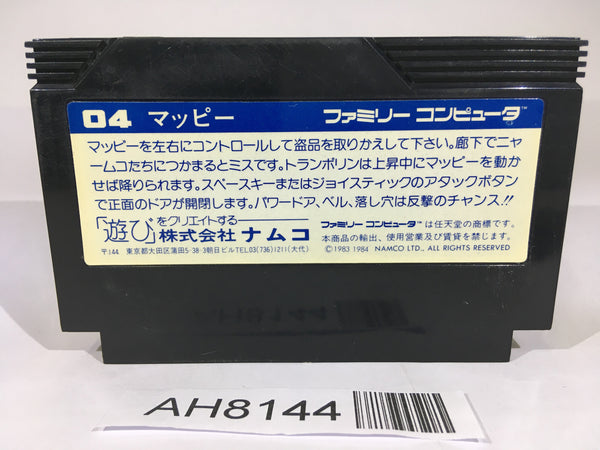 04 マッピー ファミリー コンピュータ™
マッピーを左右にコントロールして盗品を取りかえして下さい。廊下でニャ
ームコたちにつかまるとミスです。トランポリンは上昇中にマッピーを動か
せば降りられます。スペースキーまたはジョイスティックのアタックボタン
で正面のドアが開閉します。パワードア、ベル、落し穴は反撃のチャンス!!
「遊び」をクリエイトする
株式会社 ナムコ
〒144 東京都大田区蒲田5-38-3朝日ビルTEL.03(736)1211(大代)
ファミリー コンピュータ™ は任天堂の商標です。
本商品の輸出、使用営業及び賃貸を禁じます。
©1983 1984 NAMCO LTD., ALL RIGHTS RESERVED
AH8144
AH8144